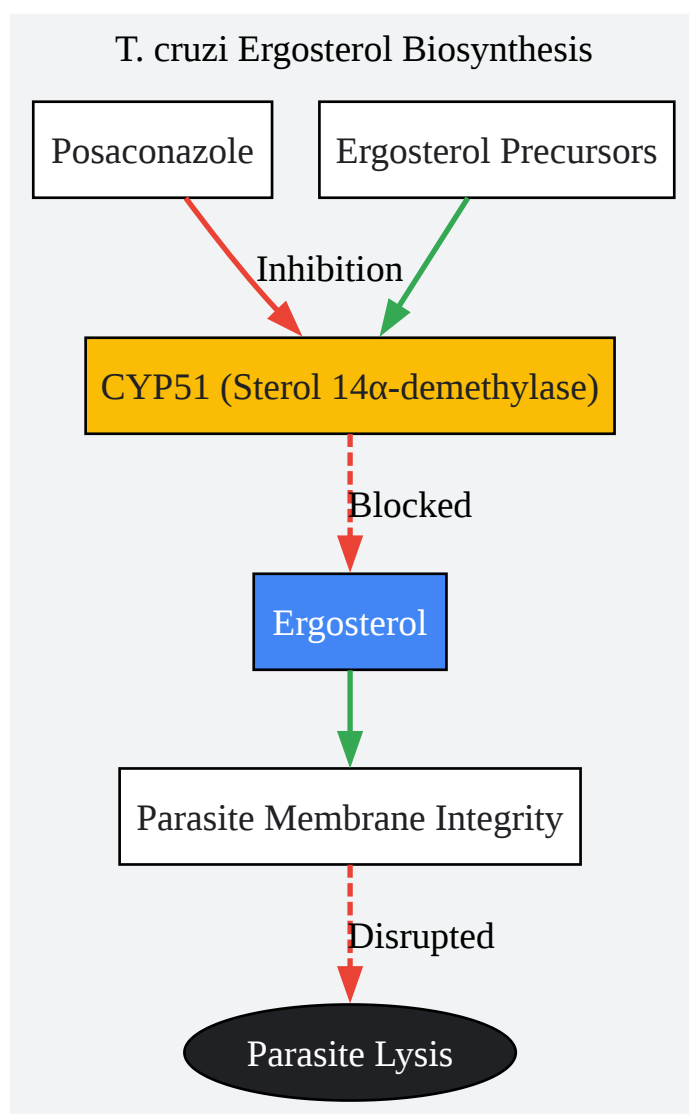 T. cruzi Ergosterol Biosynthesis
Posaconazole
Ergosterol Precursors
Inhibition
CYP51 (Sterol 14α-demethylase)
Blocked
Ergosterol
Parasite Membrane Integrity
Disrupted
Parasite Lysis